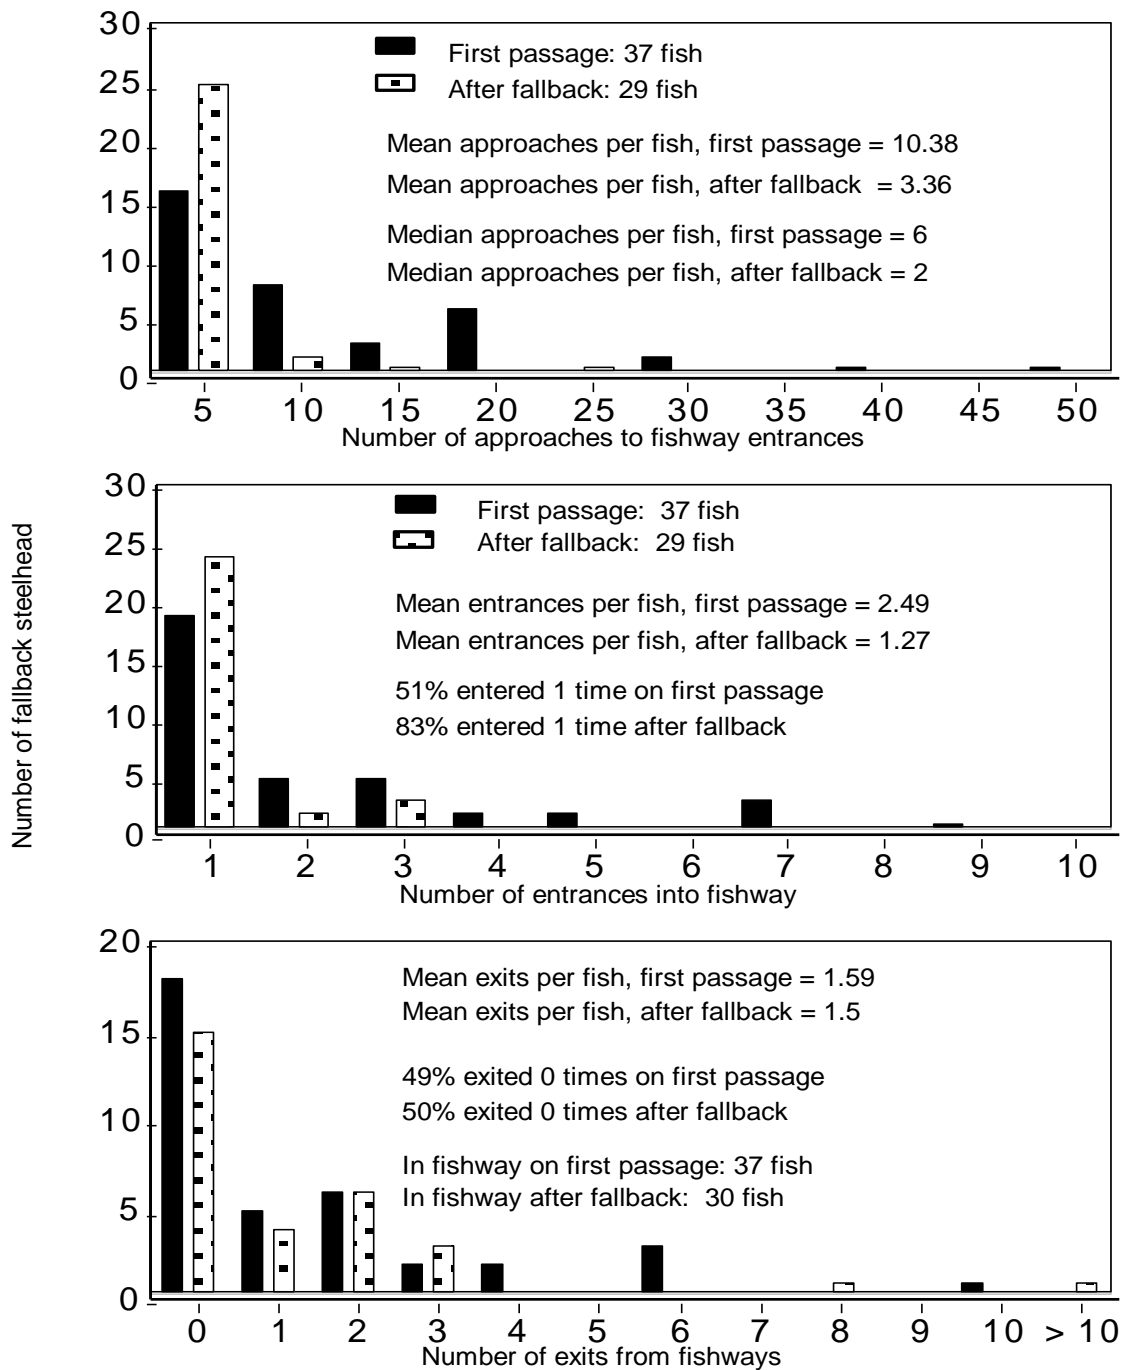 30
25
20
15
10
5
0
First passage: 37 fish
After fallback: 29 fish
Mean approaches per fish, first passage = 10.38
Mean approaches per fish, after fallback = 3.36
Median approaches per fish, first passage = 6
Median approaches per fish, after fallback = 2
5 10 15 20 25 30 35 40 45 50
Number of approaches to fishway entrances
Number of fallback steelhead
30
25
20
15
10
5
0
First passage: 37 fish
After fallback: 29 fish
Mean entrances per fish, first passage = 2.49
Mean entrances per fish, after fallback = 1.27
51% entered 1 time on first passage
83% entered 1 time after fallback
1 2 3 4 5 6 7 8 9 10
Number of entrances into fishway
20
15
10
5
0
Mean exits per fish, first passage = 1.59
Mean exits per fish, after fallback = 1.5
49% exited 0 times on first passage
50% exited 0 times after fallback
In fishway on first passage: 37 fish
In fishway after fallback: 30 fish
0 1 2 3 4 5 6 7 8 9 10 > 10
Number of exits from fishways